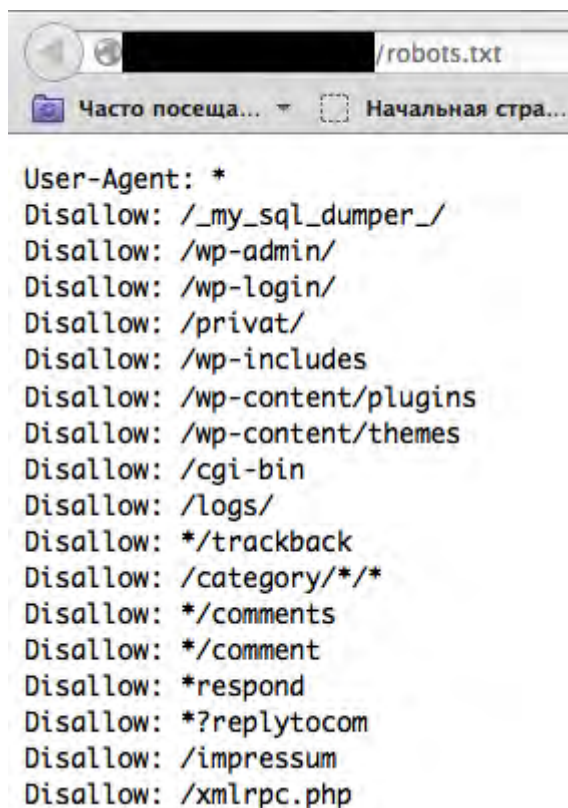 /robots.txt
Часто посеща... Начальная стра...
User-Agent: *
Disallow: /_my_sql_dumper_/
Disallow: /wp-admin/
Disallow: /wp-login/
Disallow: /privat/
Disallow: /wp-includes
Disallow: /wp-content/plugins
Disallow: /wp-content/themes
Disallow: /cgi-bin
Disallow: /logs/
Disallow: */trackback
Disallow: /category/*/*
Disallow: */comments
Disallow: */comment
Disallow: *respond
Disallow: *?replytocom
Disallow: /impressum
Disallow: /xmlrpc.php